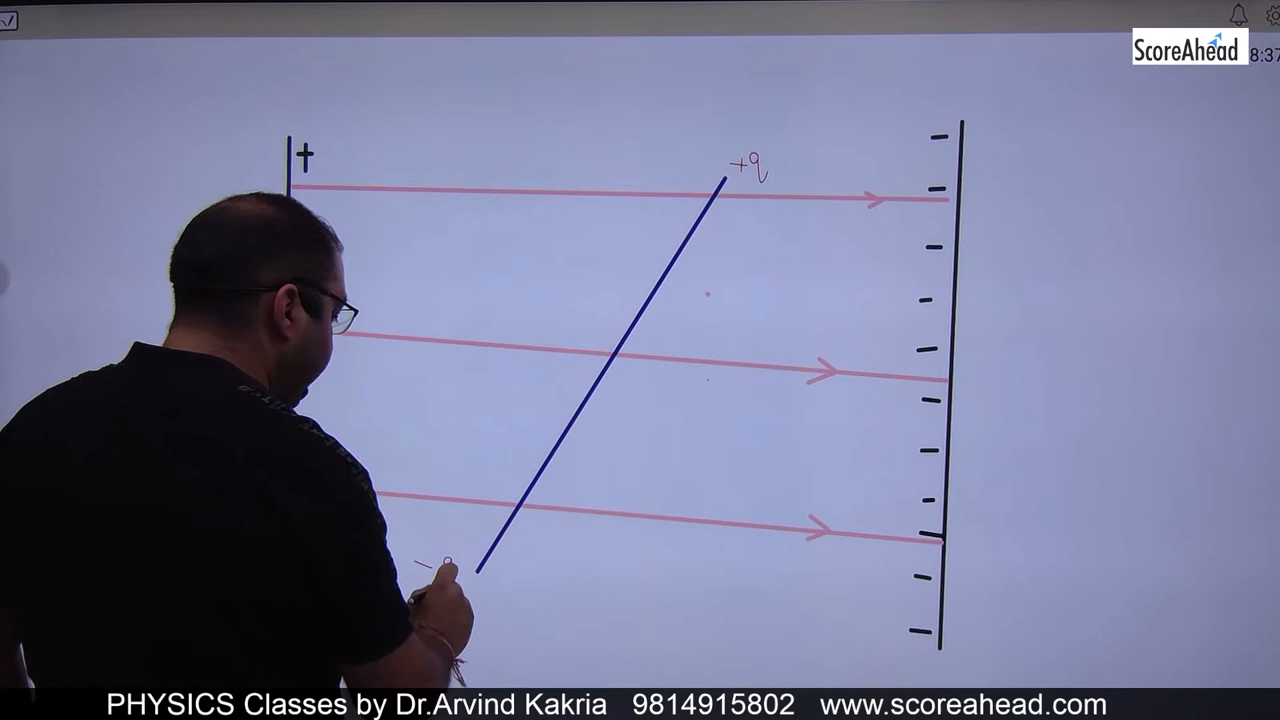 ScoreAhead
8:37
+
+q
-
PHYSICS Classes by Dr.Arvind Kakria 9814915802 www.scoreahead.com